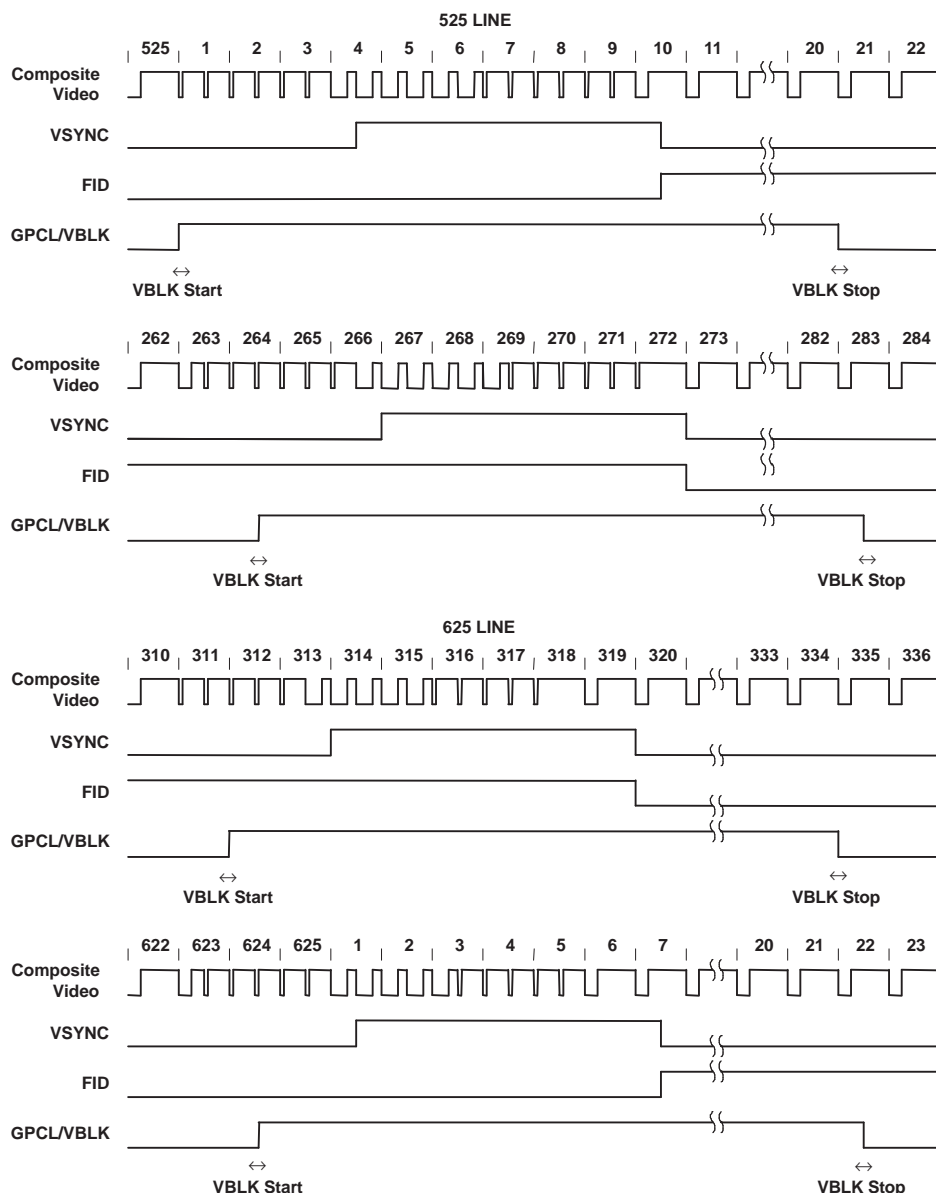 525 LINE
525 1 2 3 4 5 6 7 8 9 10 11 20 21 22
Composite
Video
VSYNC
FID
GPCL/VBLK
VBLK Start VBLK Stop
262 263 264 265 266 267 268 269 270 271 272 273 282 283 284
Composite
Video
VSYNC
FID
GPCL/VBLK
VBLK Start VBLK Stop
625 LINE
310 311 312 313 314 315 316 317 318 319 320 333 334 335 336
Composite
Video
VSYNC
FID
GPCL/VBLK
VBLK Start VBLK Stop
622 623 624 625 1 2 3 4 5 6 7 20 21 22 23
Composite
Video
VSYNC
FID
GPCL/VBLK
VBLK Start VBLK Stop